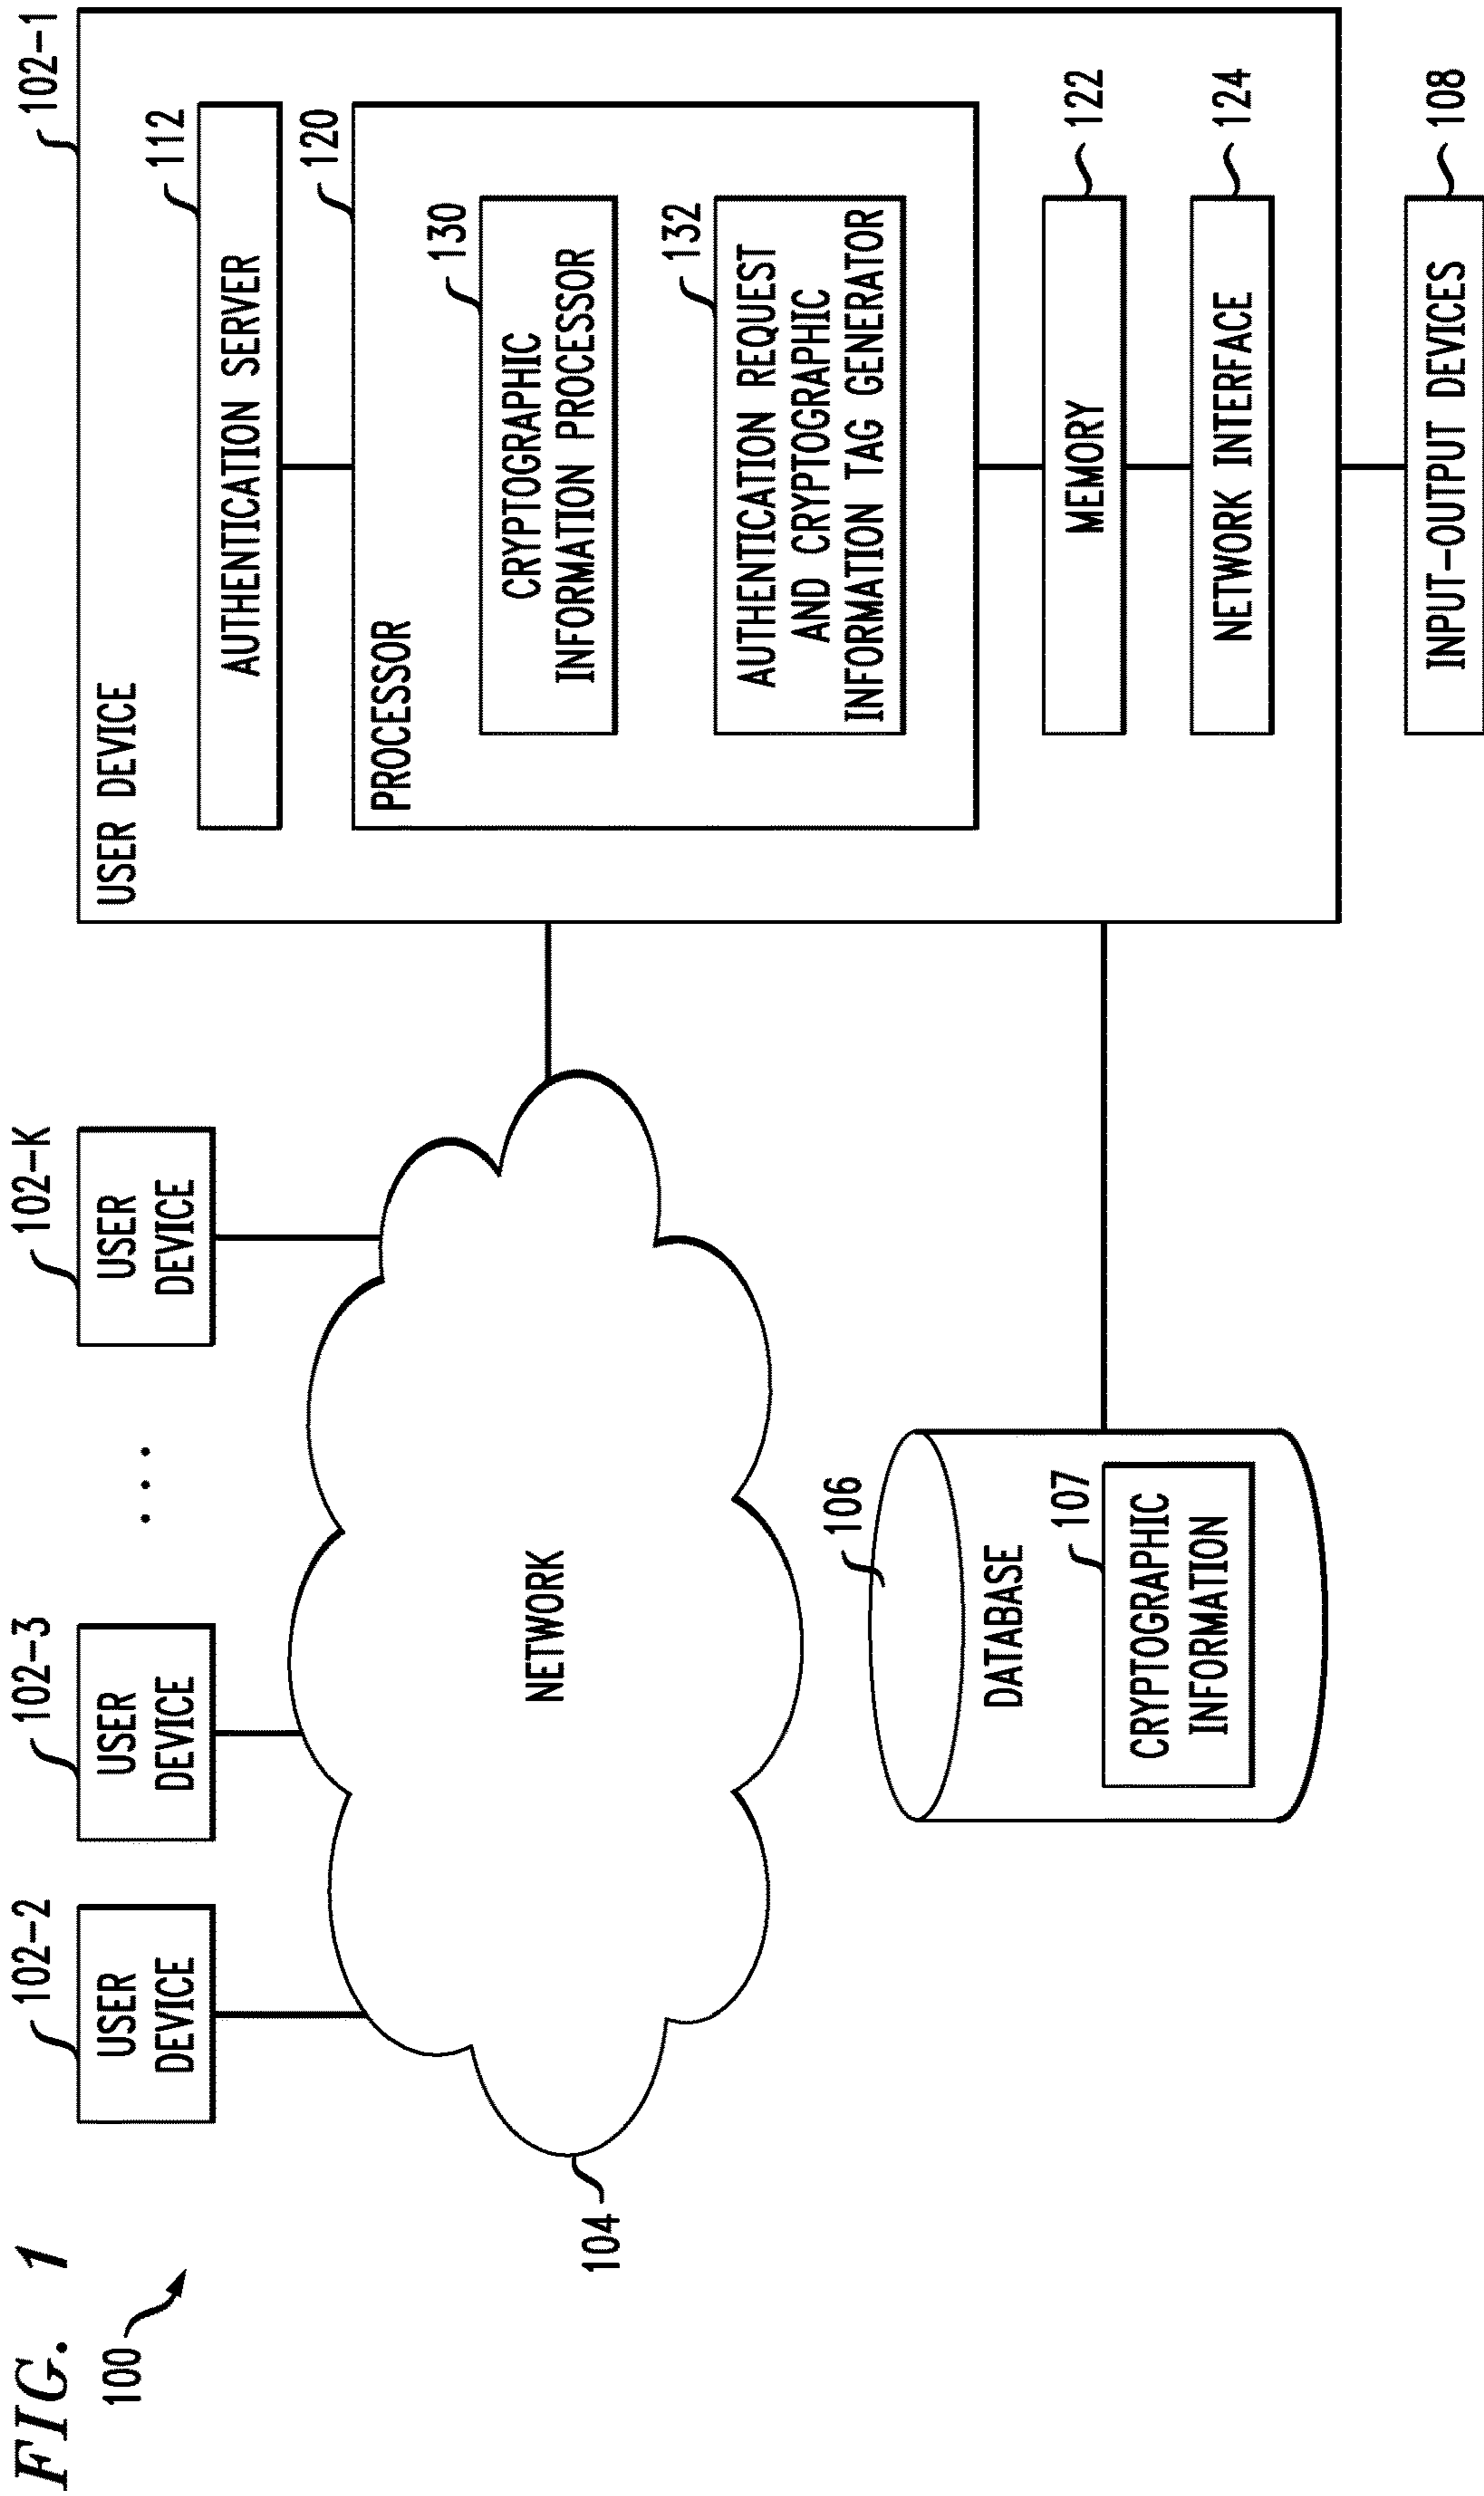 FIG. 1
100
102-2
USER
DEVICE
102-3
USER
DEVICE
. . .
102-K
USER
DEVICE
104
NETWORK
106
DATABASE
107
CRYPTOGRAPHIC
INFORMATION
102-1
USER DEVICE
112
AUTHENTICATION SERVER
120
PROCESSOR
130
CRYPTOGRAPHIC
INFORMATION PROCESSOR
132
AUTHENTICATION REQUEST
AND CRYPTOGRAPHIC
INFORMATION TAG GENERATOR
MEMORY
122
NETWORK INTERFACE
124
INPUT-OUTPUT DEVICES
108